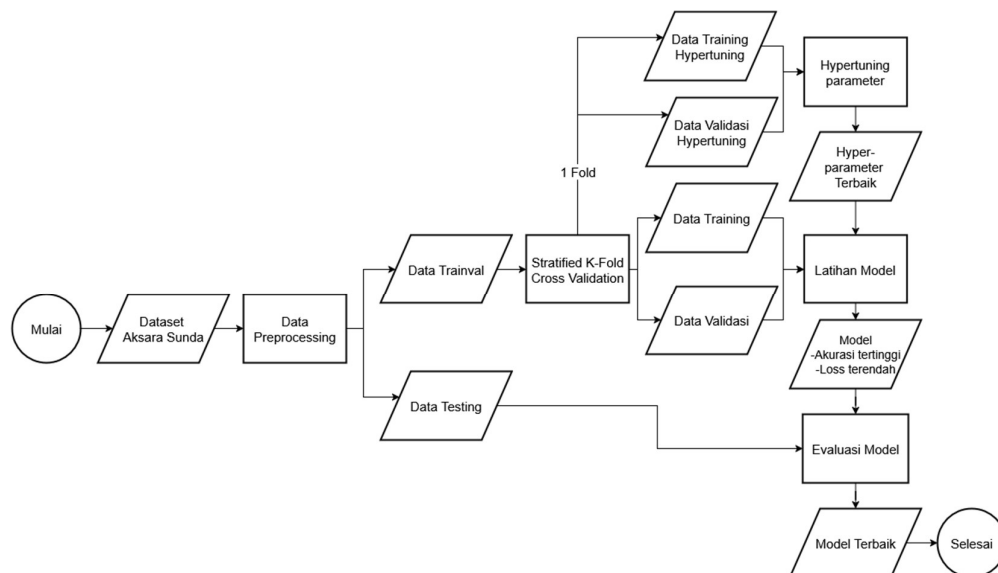 Mulai
Dataset
Aksara Sunda
Data
Preprocessing
Data Trainval
Data Testing
Stratified K-Fold
Cross Validation
1 Fold
Data Training
Hypertuning
Data Validasi
Hypertuning
Hypertuning
parameter
Hyper-
parameter
Terbaik
Data Training
Data Validasi
Latihan Model
Model
-Akurasi tertinggi
-Loss terendah
Evaluasi Model
Model Terbaik
Selesai